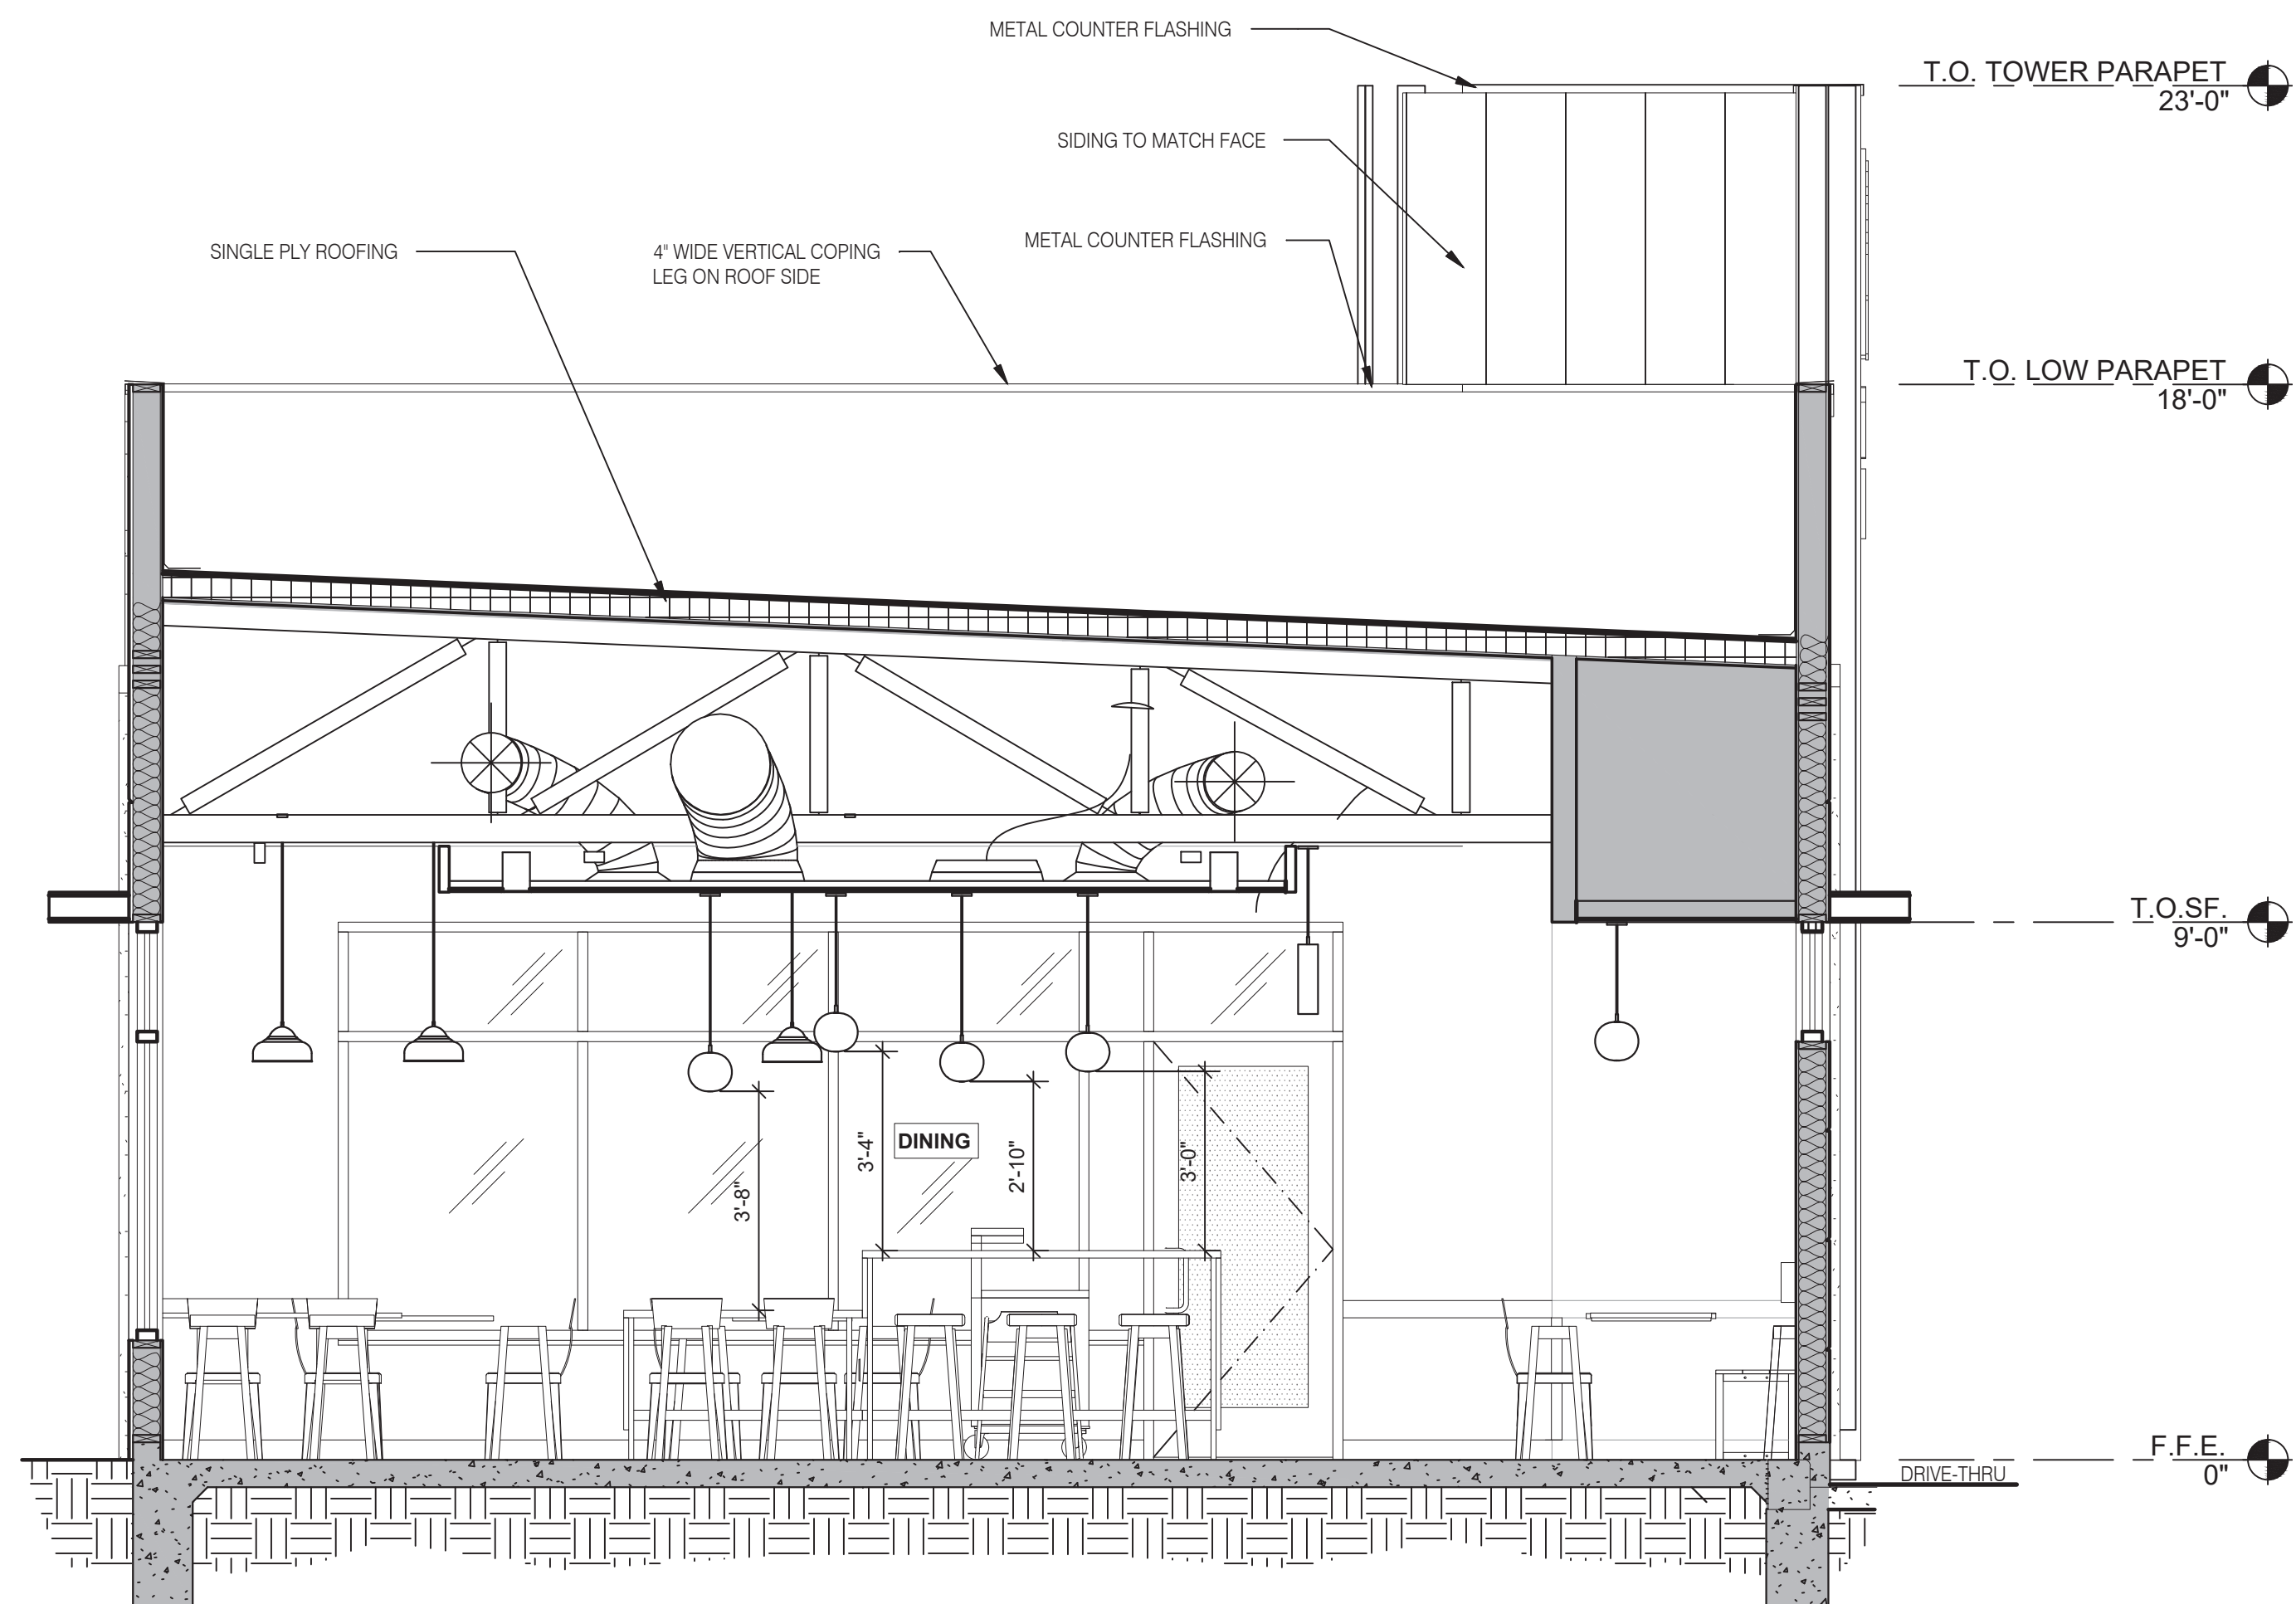 METAL COUNTER FLASHING
T.O. TOWER PARAPET
23'-0"
SIDING TO MATCH FACE
METAL COUNTER FLASHING
SINGLE PLY ROOFING
4" WIDE VERTICAL COPING
LEG ON ROOF SIDE
T.O. LOW PARAPET
18'-0"
T.O.SF.
9'-0"
DINING
3'-8"
3'-4"
2'-10"
3'-0"
F.F.E.
0"
DRIVE-THRU